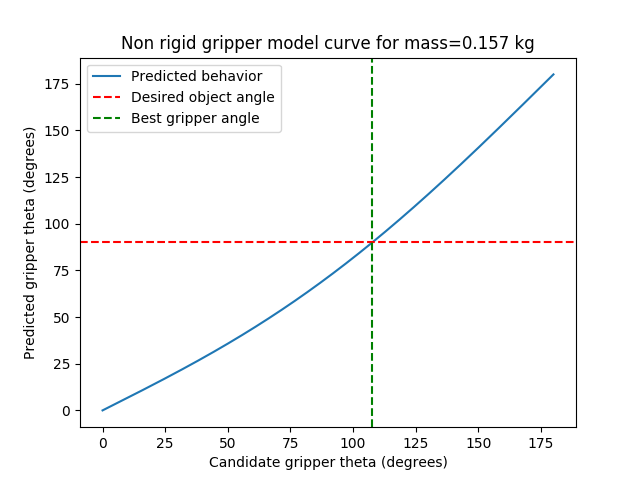 Non rigid gripper model curve for mass=0.157 kg
Predicted behavior
Desired object angle
Best gripper angle
Predicted gripper theta (degrees)
175
150
125
100
75
50
25
0
0 25 50 75 100 125 150 175
Candidate gripper theta (degrees)